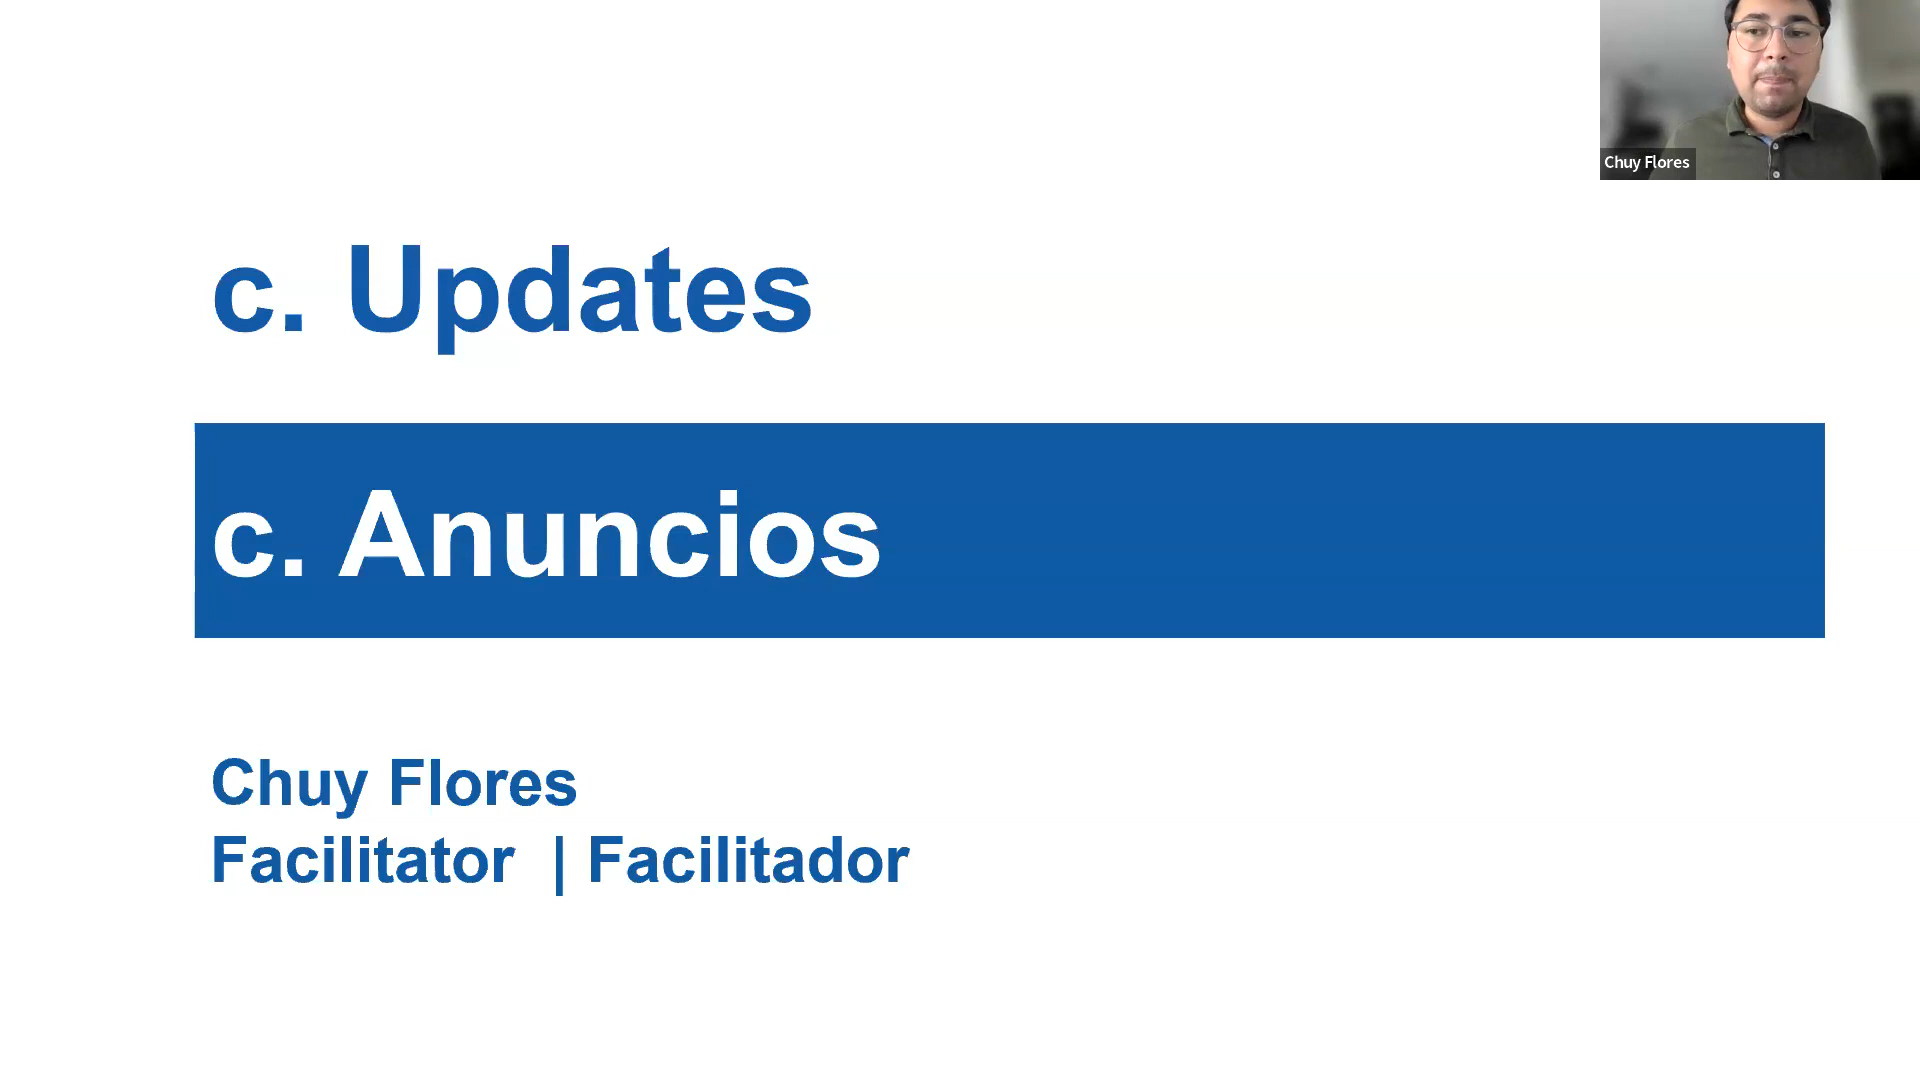 Chuy Flores
c. Updates
c. Anuncios
Chuy Flores
Facilitator | Facilitador